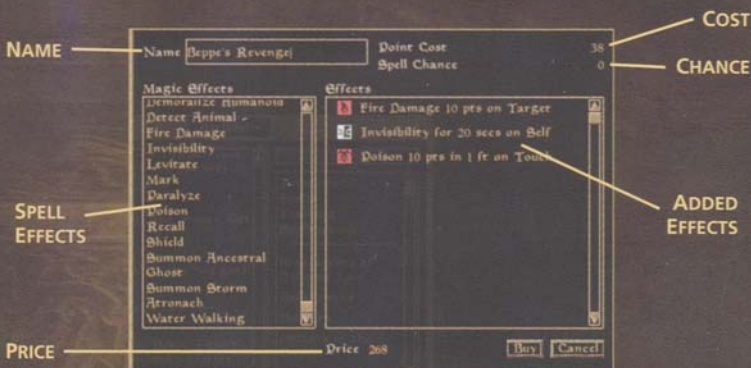 COST
NAME
Name Beppe's Revenge
Point Cost 38
Spell Chance 0
CHANCE
Magic Effects
Demoralize Humanoid
Detect Animal
Fire Damage
Invisibility
Levitate
Mark
Paralyze
Poison
Recall
Shield
Summon Ancestral
Ghost
Summon Storm
Atronach
Water Walking
Effects
Fire Damage 10 pts on Target
Invisibility for 20 secs on Self
Poison 10 pts in 1 ft on Touch
SPELL
EFFECTS
ADDED
EFFECTS
PRICE
Price 268
Buy Cancel